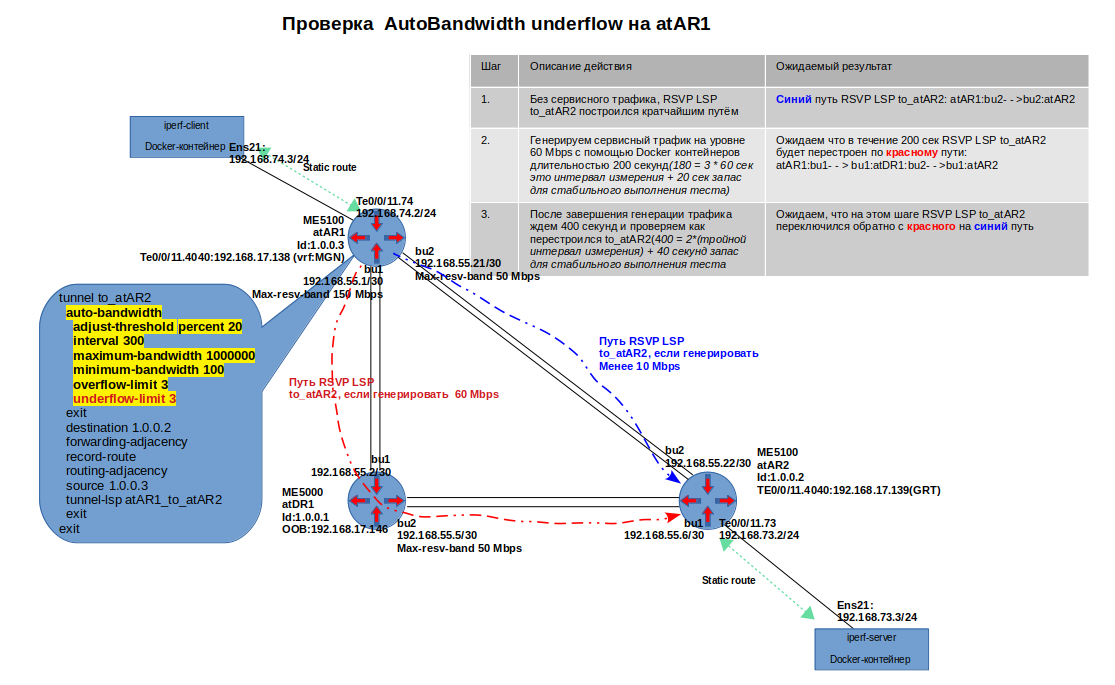 Проверка AutoBandwidth underflow на atAR1
Шаг
Описание действия
Ожидаемый результат
1.
Без сервисного трафика, RSVP LSP
to_atAR2 построился кратчайшим путём
Синий путь RSVP LSP to_atAR2: atAR1:bu2- - >bu2:atAR2
2.
Генерируем сервисный трафик на уровне
60 Mbps с помощью Docker контейнеров
длительностью 200 секунд(180 = 3 * 60 сек
это интервал измерения + 20 сек запас
для стабильного выполнения теста)
Ожидаем что в течение 200 сек RSVP LSP to_atAR2
будет перестроен по красному пути:
atAR1:bu1- - > bu1:atDR1:bu2- ->bu1:atAR2
3.
После завершения генерации трафика
ждем 400 секунд и проверяем как
перестроился to_atAR2(400 = 2*(тройной
интервал измерения) + 40 секунд запас
для стабильного выполнения теста
Ожидаем, что на этом шаге RSVP LSP to_atAR2
переключился обратно с красного на синий путь
iperf-client
Docker-контейнер
Ens21:
192.168.74.3/24
Static route
Te0/0/11.74
192.168.74.2/24
ME5100
atAR1
Id:1.0.0.3
Te0/0/11.4040:192.168.17.138 (vrf:MGN)
bu2
192.168.55.21/30
Max-resv-band 50 Mbps
bu1
192.168.55.1/30
Max-resv-band 150 Mbps
tunnel to_atAR2
auto-bandwidth
adjust-threshold percent 20
interval 300
maximum-bandwidth 1000000
minimum-bandwidth 100
overflow-limit 3
underflow-limit 3
exit
destination 1.0.0.2
forwarding-adjacency
record-route
routing-adjacency
source 1.0.0.3
tunnel-lsp atAR1_to_atAR2
exit
exit
Путь RSVP LSP
to_atAR2, если генерировать
Менее 10 Mbps
Путь RSVP LSP
to_atAR2, если генерировать 60 Mbps
bu1
192.168.55.2/30
ME5000
atDR1
Id:1.0.0.1
OOB:192.168.17.146
bu2
192.168.55.5/30
Max-resv-band 50 Mbps
bu2
192.168.55.22/30
ME5100
atAR2
Id:1.0.0.2
TE0/0/11.4040:192.168.17.139(GRT)
bu1
192.168.55.6/30
Te0/0/11.73
192.168.73.2/24
Static route
Ens21:
192.168.73.3/24
iperf-server
Docker-контейнер